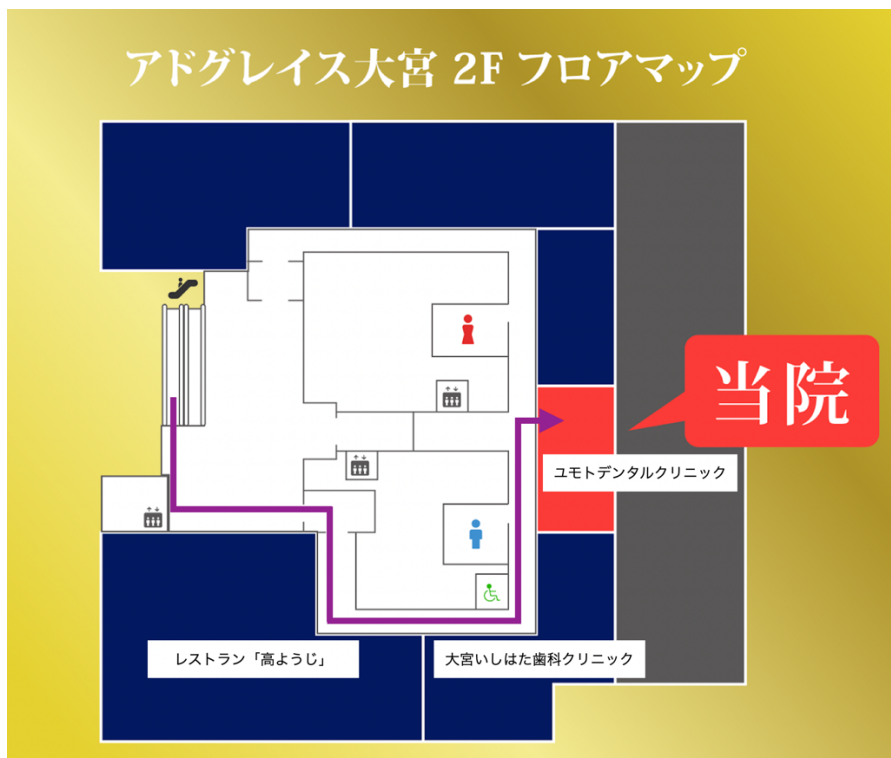 アドグレイス大宮 2F フロアマップ
当院
ユモトデンタルクリニック
レストラン「高ようじ」
大宮いしはた歯科クリニック